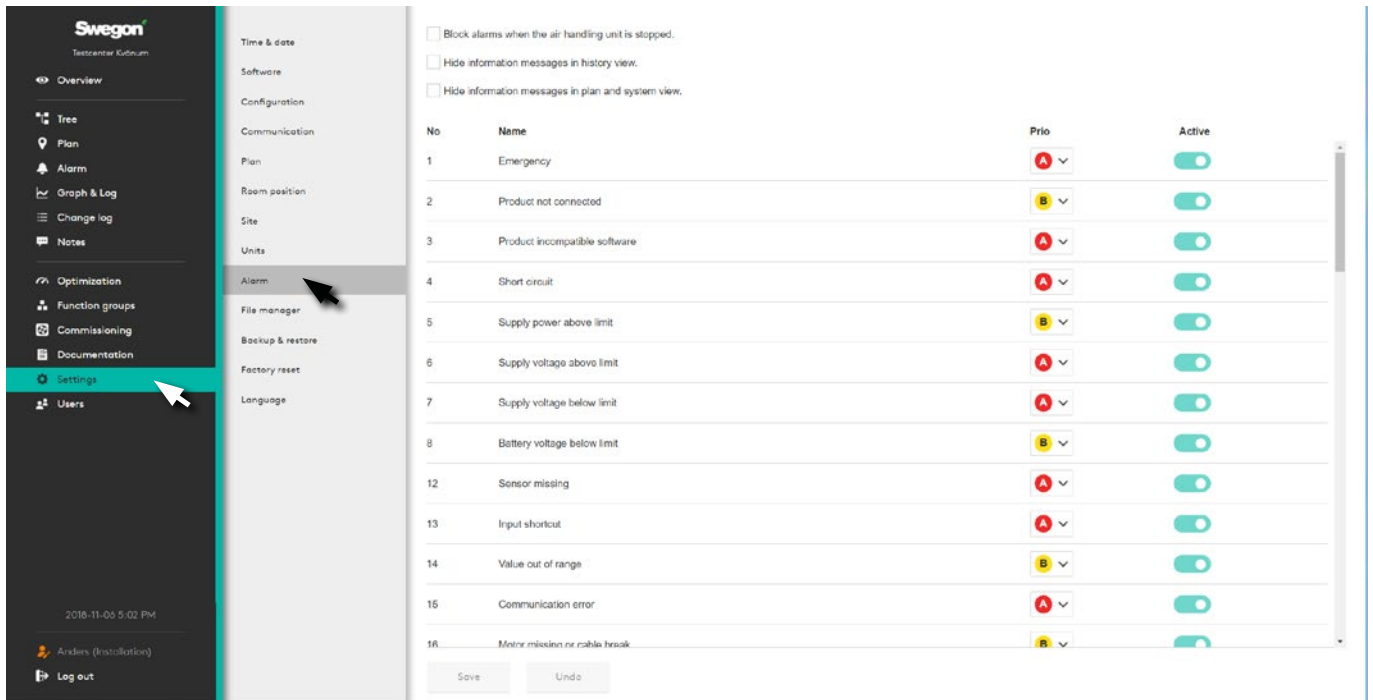 Swegon
Testcenter Kvänum
Overview
Tree
Plan
Alarm
Graph & Log
Change log
Notes
Optimization
Function groups
Commissioning
Documentation
Settings
Users
2018-11-06 5:02 PM
Anders (Installation)
Log out
Time & date
Software
Configuration
Communication
Plan
Room position
Site
Units
Alarm
File manager
Backup & restore
Factory reset
Language
Block alarms when the air handling unit is stopped.
Hide information messages in history view.
Hide information messages in plan and system view.
No Name Prio Active
1 Emergency A
2 Product not connected B
3 Product incompatible software A
4 Short circuit A
5 Supply power above limit B
6 Supply voltage above limit A
7 Supply voltage below limit A
8 Battery voltage below limit B
12 Sensor missing A
13 Input shortcut A
14 Value out of range B
15 Communication error A
16 Motor missing or cable break B
Save Undo